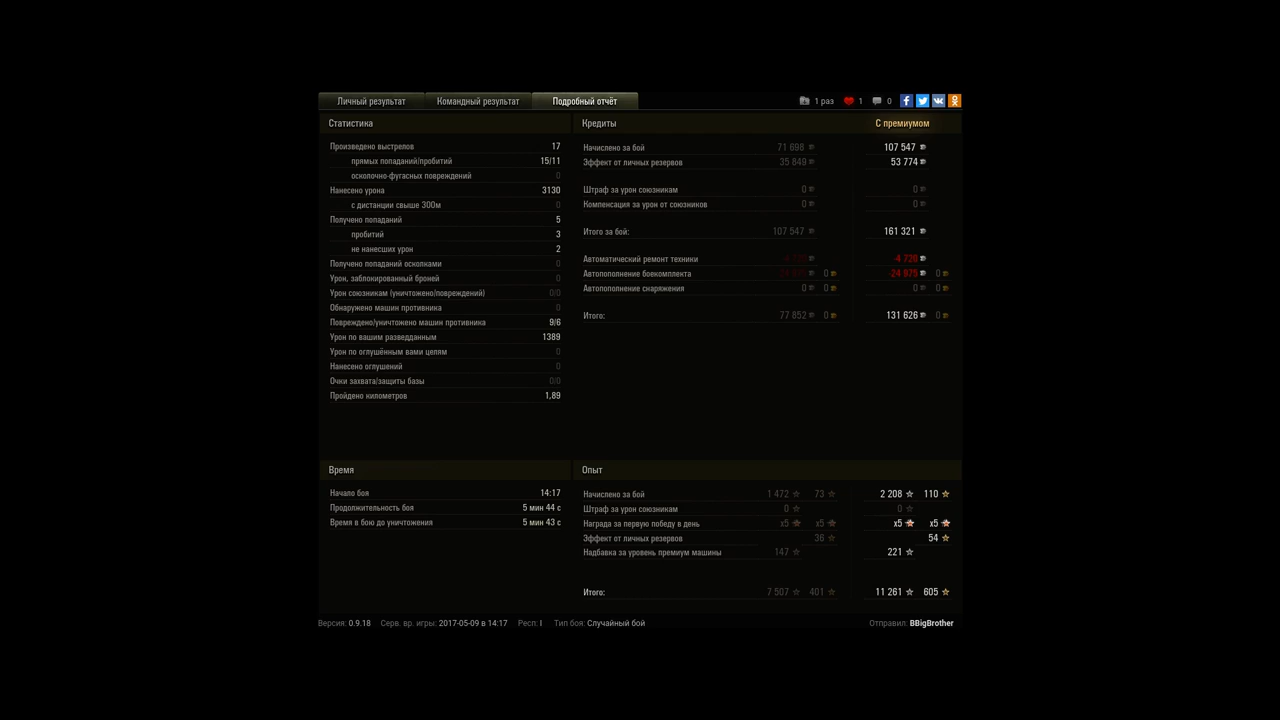 Личный результат Командный результат Подробный отчёт 1 раз 1 0
Статистика
Произведено выстрелов 17
прямых попаданий/пробитий 15/11
осколочно-фугасных повреждений 0
Нанесено урона 3130
с дистанции свыше 300м 0
Получено попаданий 5
пробитий 3
не нанесших урон 2
Получено попаданий осколками 0
Урон, заблокированный броней 0
Урон союзникам (уничтожено/повреждений) 0/0
Обнаружено машин противника 0
Повреждено/уничтожено машин противника 9/6
Урон по вашим разведданным 1389
Урон по оглушённым вами целям 0
Нанесено оглушений 0
Очки захвата/защиты базы 0/0
Пройдено километров 1,89
Кредиты С премиумом
Начислено за бой 71 698 107 547
Эффект от личных резервов 35 849 53 774
Штраф за урон союзникам 0 0
Компенсация за урон от союзников 0 0
Итого за бой: 107 547 161 321
Автоматический ремонт техники -4 720
Автопополнение боекомплекта 0 -24 975 0
Автопополнение снаряжения 0 0 0 0
Итого: 77 852 0 131 626 0
Время
Начало боя 14:17
Продолжительность боя 5 мин 44 с
Время в бою до уничтожения 5 мин 43 с
Опыт
Начислено за бой 1 472 73 2 208 110
Штраф за урон союзникам 0 0
Награда за первую победу в день x5 x5 x5 x5
Эффект от личных резервов 36 54
Надбавка за уровень премиум машины 147 221
Итого: 7 507 401 11 261 605
Версия: 0.9.18 Серв. вр. игры: 2017-05-09 в 14:17 Респ: I Тип боя: Случайный бой Отправил: BBigBrother